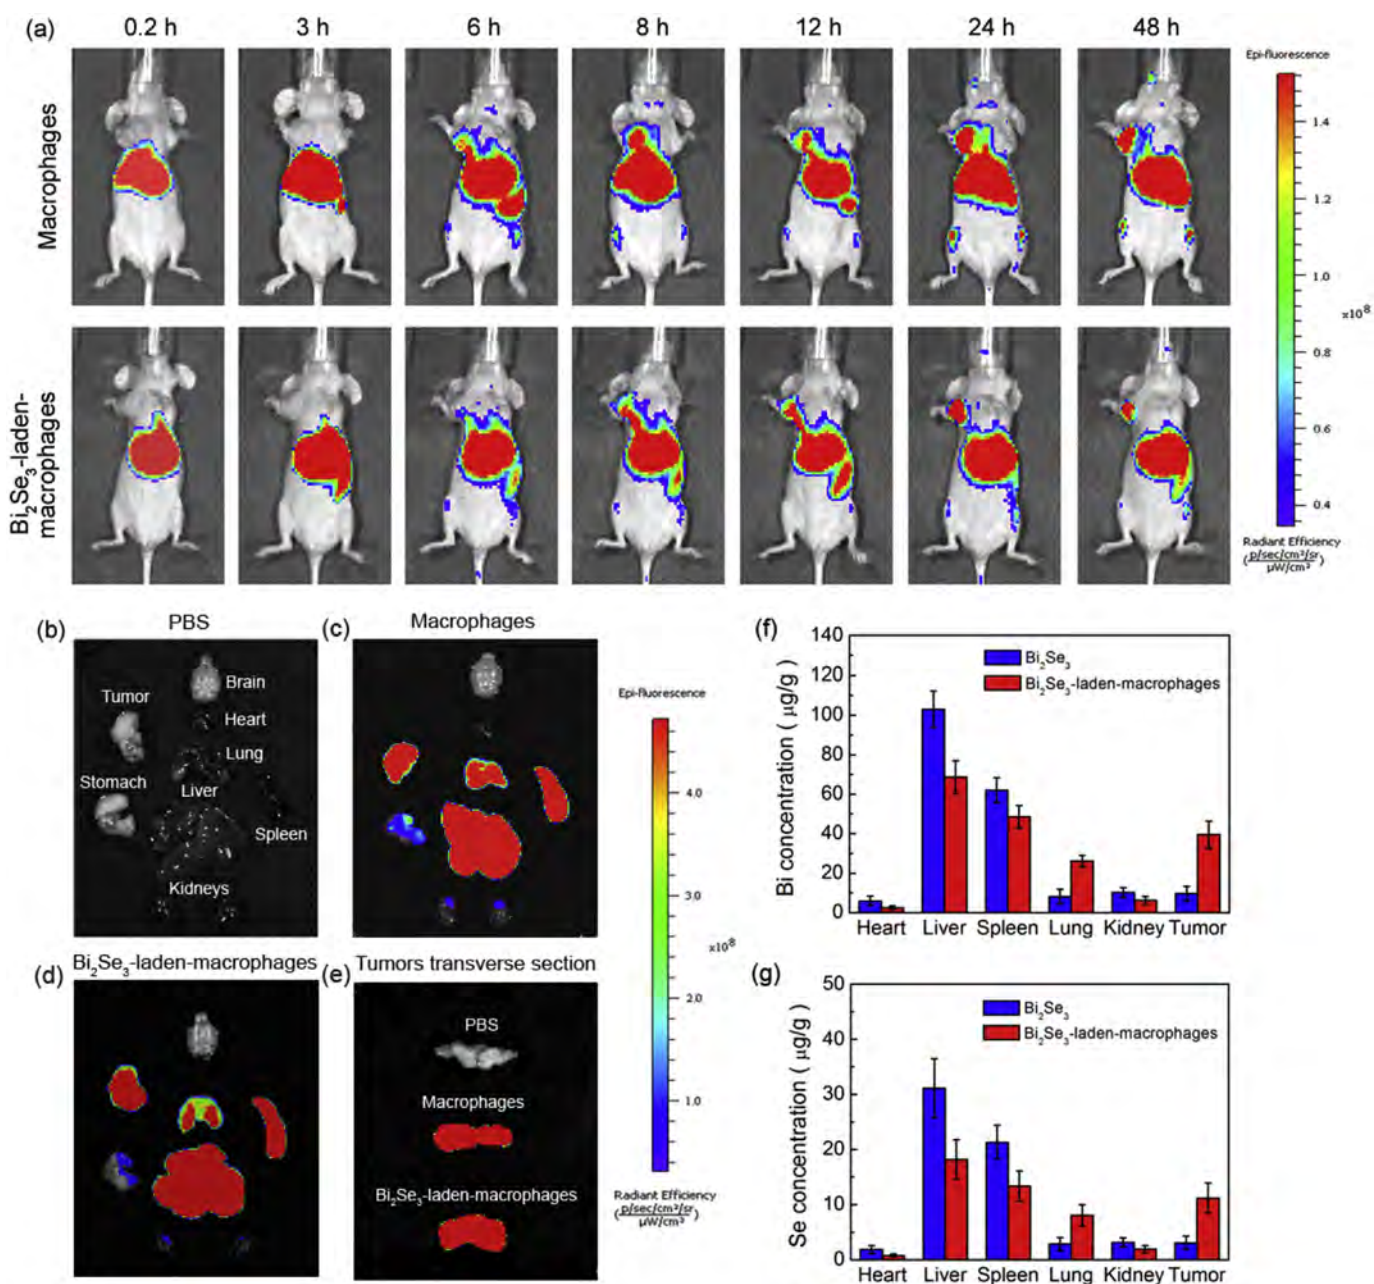 (a)
0.2 h 3 h 6 h 8 h 12 h 24 h 48 h
Macrophages
Bi₂Se₃-laden-
macrophages
Epi-fluorescence
1.4
1.2
1.0
x10⁸
0.8
0.6
0.4
Radiant Efficiency
(p/sec/cm²/sr
μW/cm²)
(b) PBS
Brain
Tumor
Heart
Lung
Stomach
Liver
Spleen
Kidneys
(c) Macrophages
Epi-fluorescence
4.0
3.0
x10⁸
2.0
1.0
Radiant Efficiency
(p/sec/cm²/sr
μW/cm²)
(d) Bi₂Se₃-laden-macrophages
(e) Tumors transverse section
PBS
Macrophages
Bi₂Se₃-laden-macrophages
(f)
Bi concentration ( μg/g )
140
120
100
80
60
40
20
0
Bi₂Se₃
Bi₂Se₃-laden-macrophages
Heart Liver Spleen Lung Kidney Tumor
(g)
Se concentration ( μg/g )
50
40
30
20
10
0
Bi₂Se₃
Bi₂Se₃-laden-macrophages
Heart Liver Spleen Lung Kidney Tumor